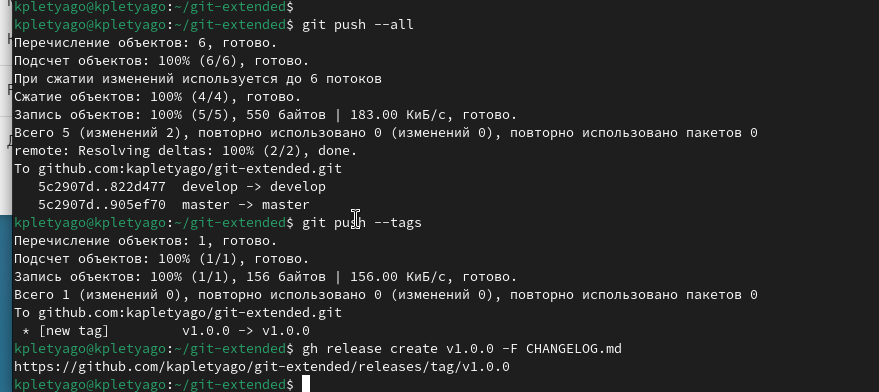 kpletyago@kpletyago:~/git-extended$
kpletyago@kpletyago:~/git-extended$ git push --all
Перечисление объектов: 6, готово.
Подсчет объектов: 100% (6/6), готово.
При сжатии изменений используется до 6 потоков
Сжатие объектов: 100% (4/4), готово.
Запись объектов: 100% (5/5), 550 байтов | 183.00 КиБ/с, готово.
Всего 5 (изменений 2), повторно использовано 0 (изменений 0), повторно использовано пакетов 0
remote: Resolving deltas: 100% (2/2), done.
To github.com:kapletyago/git-extended.git
   5c2907d..822d477  develop -> develop
   5c2907d..905ef70  master -> master
kpletyago@kpletyago:~/git-extended$ git push --tags
Перечисление объектов: 1, готово.
Подсчет объектов: 100% (1/1), готово.
Запись объектов: 100% (1/1), 156 байтов | 156.00 КиБ/с, готово.
Всего 1 (изменений 0), повторно использовано 0 (изменений 0), повторно использовано пакетов 0
To github.com:kapletyago/git-extended.git
 * [new tag]         v1.0.0 -> v1.0.0
kpletyago@kpletyago:~/git-extended$ gh release create v1.0.0 -F CHANGELOG.md
https://github.com/kapletyago/git-extended/releases/tag/v1.0.0
kpletyago@kpletyago:~/git-extended$